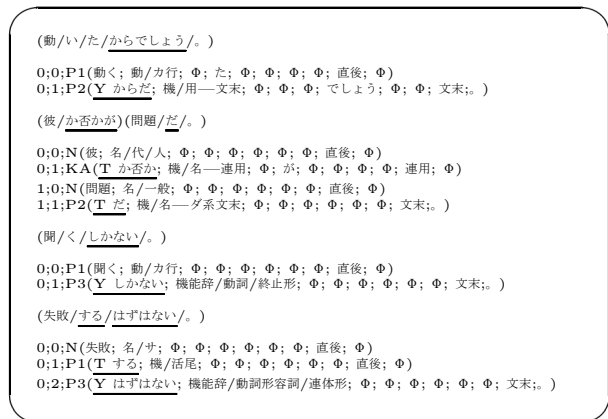 (動/い/た/からでしょう/。)
0;0;P1(動く; 動/カ行; Φ; た; Φ; Φ; Φ; Φ; 直後; Φ)
0;1;P2(Y からだ; 機/用—文末; Φ; Φ; Φ; でしょう; Φ; Φ; 文末;。)
(彼/か否かが)(問題/だ/。)
0;0;N(彼; 名/代/人; Φ; Φ; Φ; Φ; Φ; Φ; 直後; Φ)
0;1;KA(T か否か; 機/名—連用; Φ; が; Φ; Φ; Φ; Φ; 連用; Φ)
1;0;N(問題; 名/一般; Φ; Φ; Φ; Φ; Φ; Φ; 直後; Φ)
1;1;P2(T だ; 機/名—ダ系文末; Φ; Φ; Φ; Φ; Φ; Φ; 文末;。)
(聞/く/しかない/。)
0;0;P1(聞く; 動/カ行; Φ; Φ; Φ; Φ; Φ; Φ; 直後; Φ)
0;1;P3(Y しかない; 機能辞/動詞/終止形; Φ; Φ; Φ; Φ; Φ; Φ; 文末;。)
(失敗/する/はずはない/。)
0;0;N(失敗; 名/サ; Φ; Φ; Φ; Φ; Φ; Φ; 直後; Φ)
0;1;P1(T する; 機/活尾; Φ; Φ; Φ; Φ; Φ; Φ; 直後; Φ)
0;2;P3(Y はずはない; 機能辞/動詞形容詞/連体形; Φ; Φ; Φ; Φ; Φ; Φ; 文末;。)